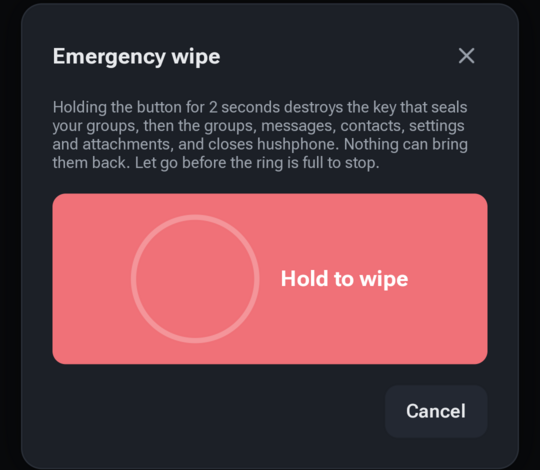 Emergency wipe
Holding the button for 2 seconds destroys the key that seals
your groups, then the groups, messages, contacts, settings
and attachments, and closes hushphone. Nothing can bring
them back. Let go before the ring is full to stop.
Hold to wipe
Cancel